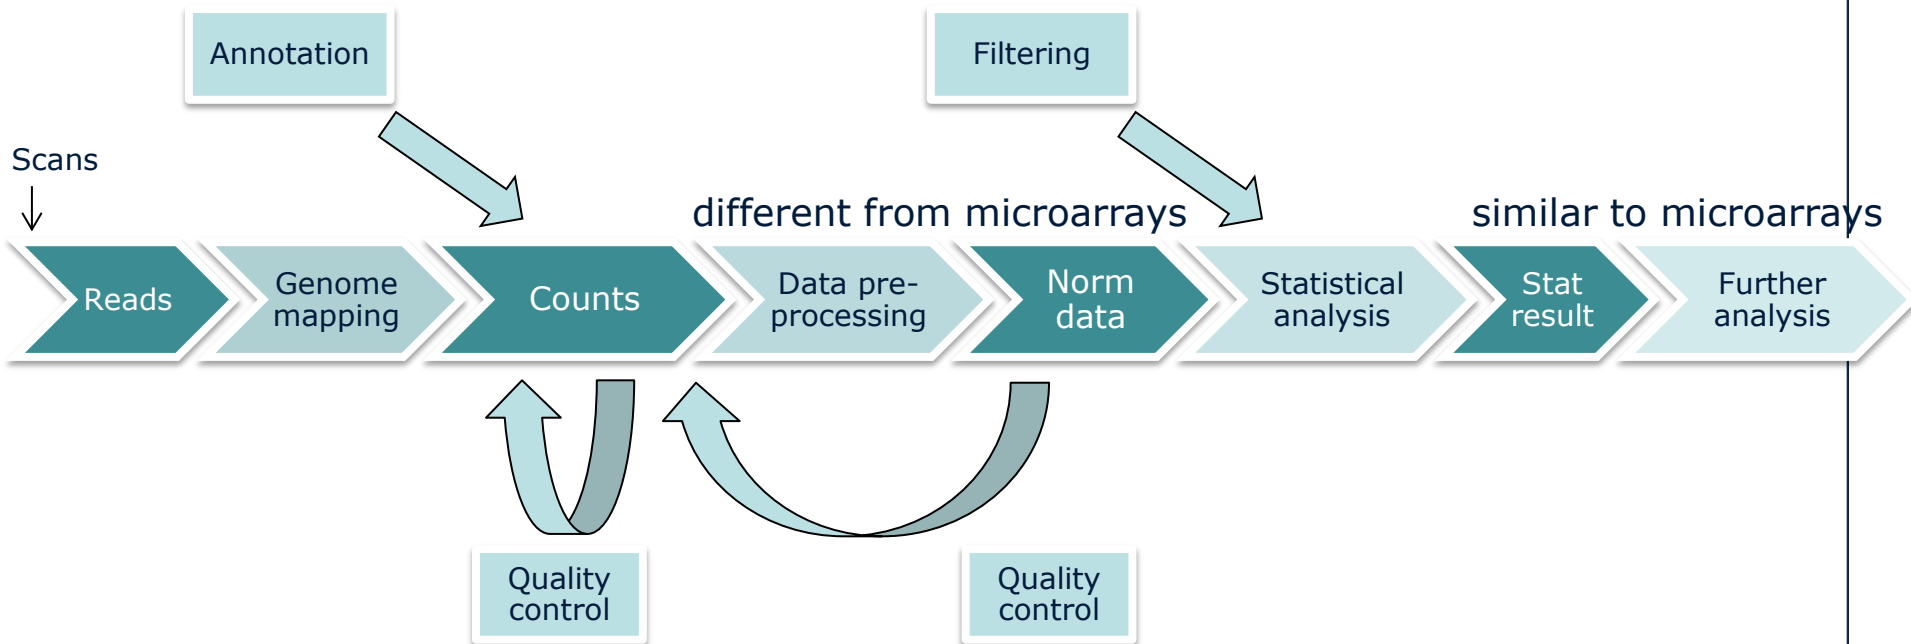 Annotation
Filtering
Scans
different from microarrays
similar to microarrays
Reads
Genome
mapping
Counts
Data pre-
processing
Norm
data
Statistical
analysis
Stat
result
Further
analysis
Quality
control
Quality
control